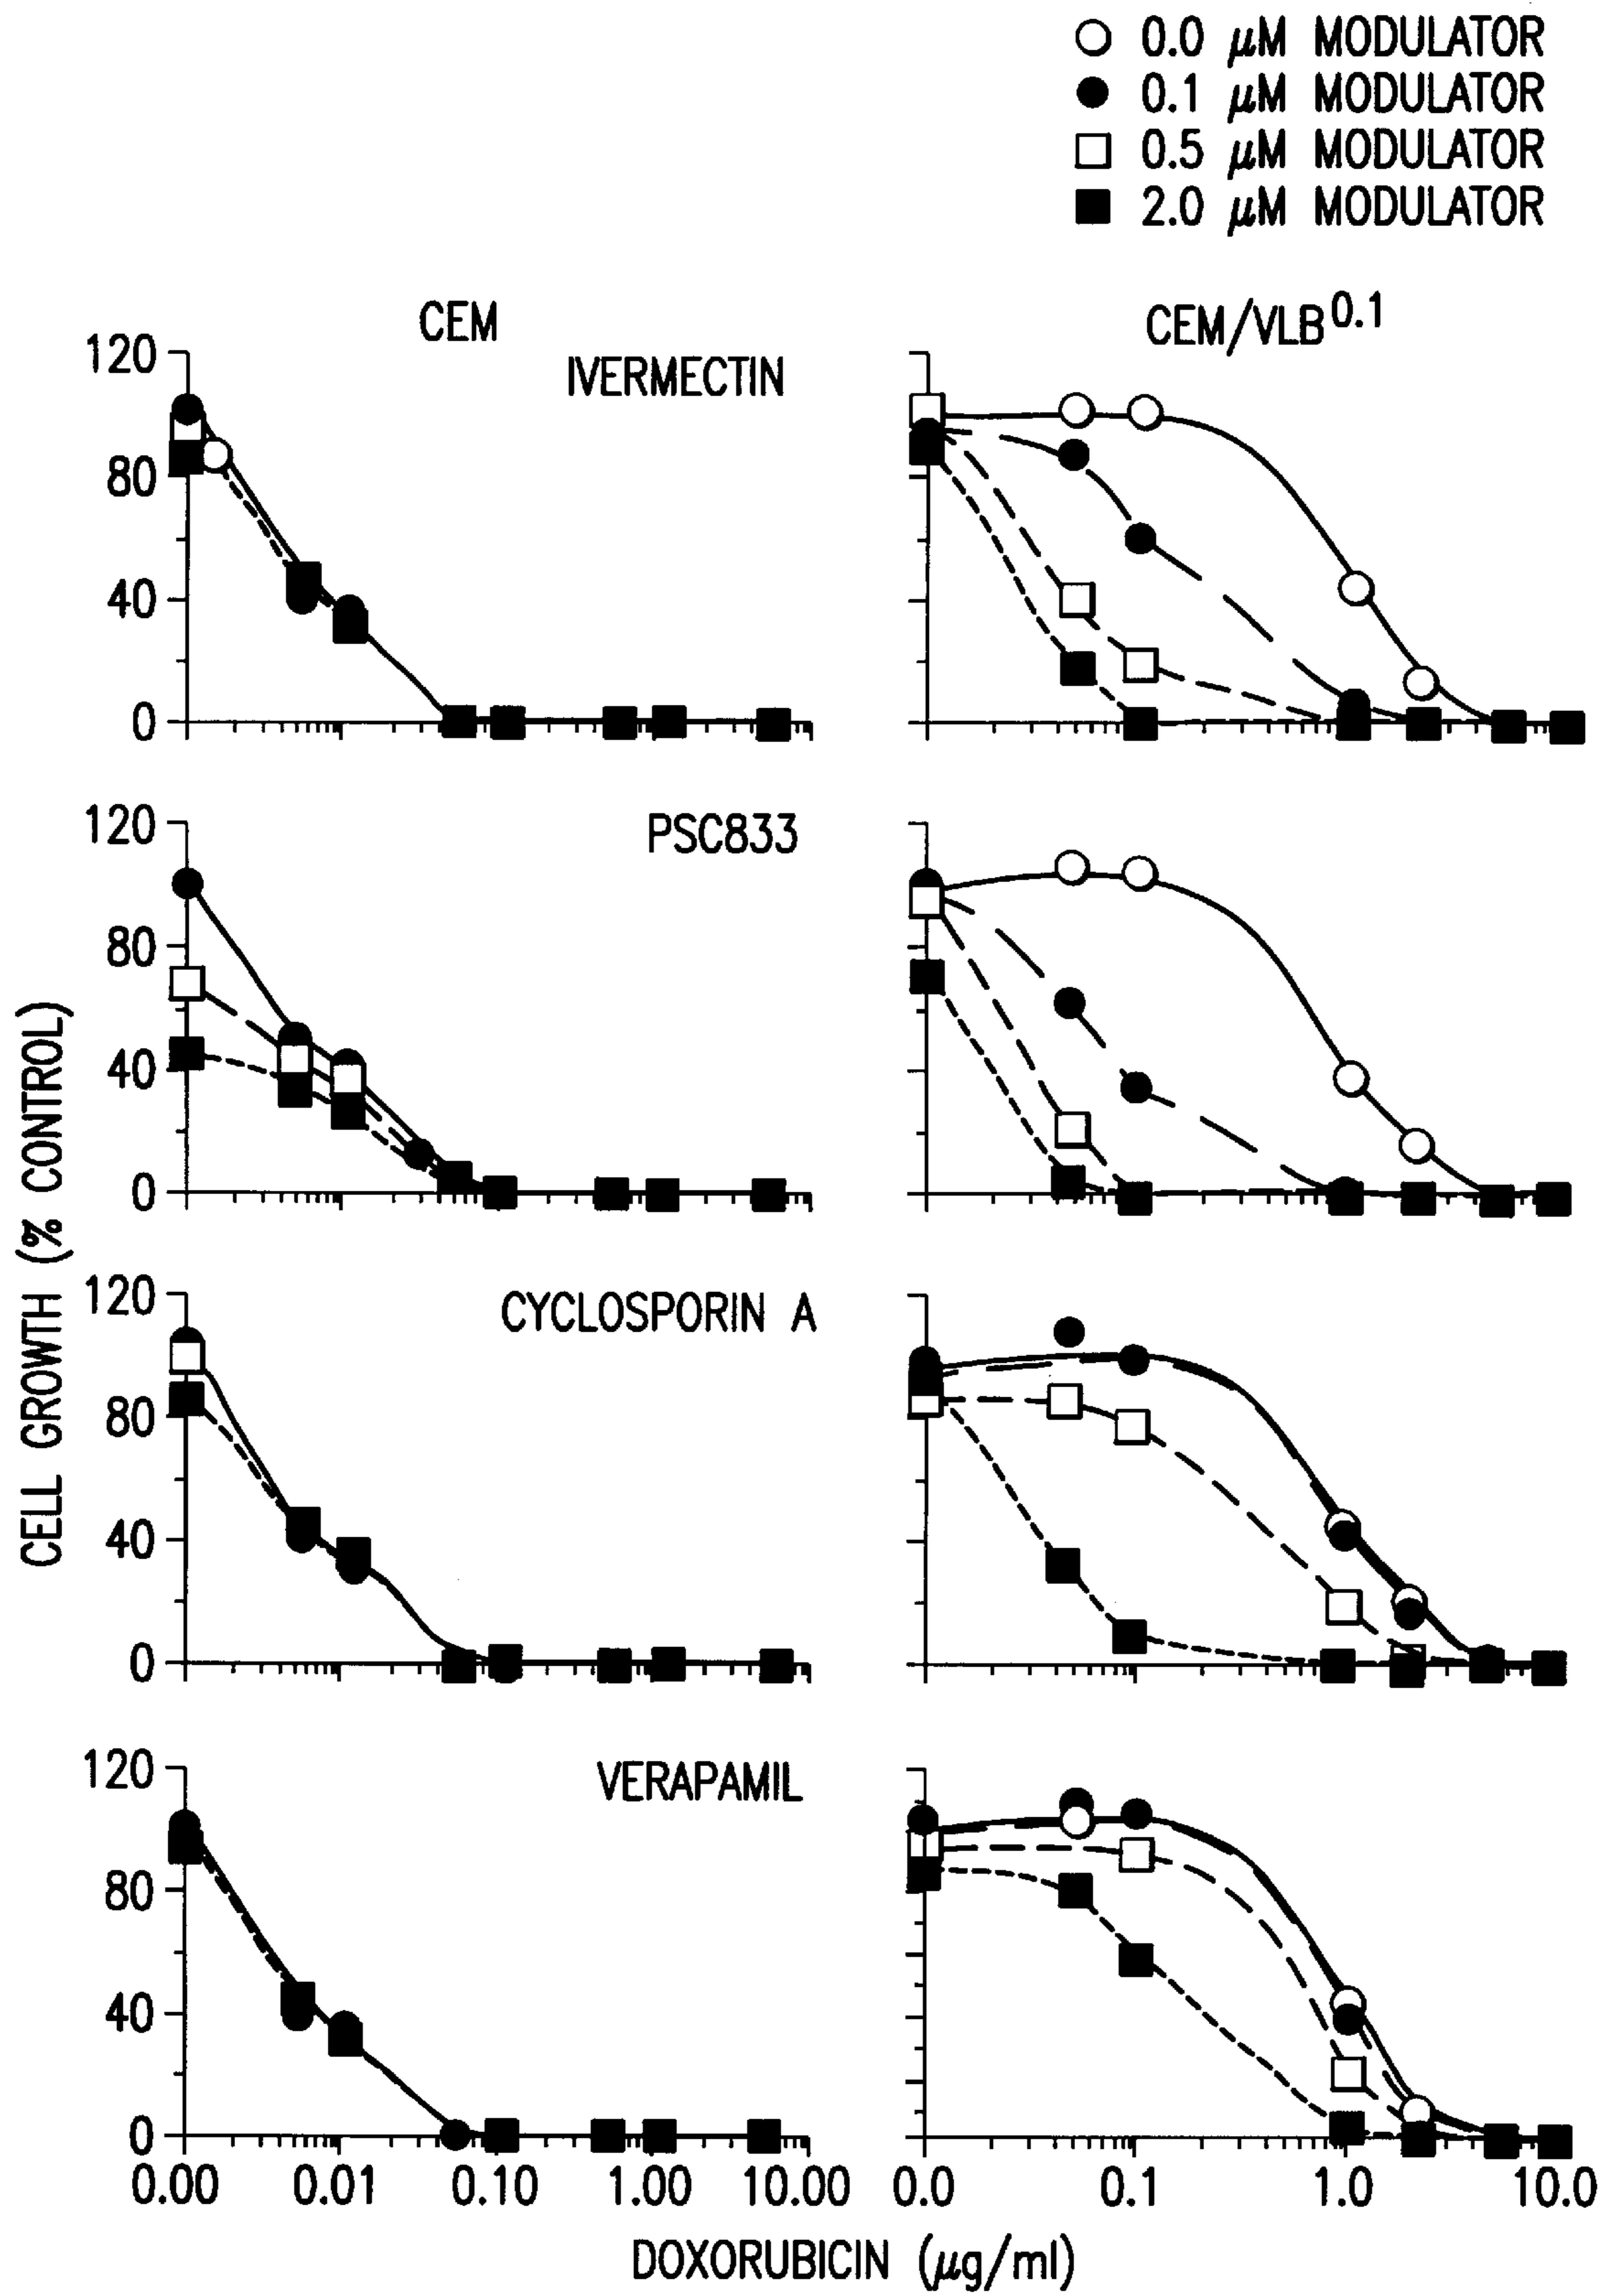 0.0 μM MODULATOR
0.1 μM MODULATOR
0.5 μM MODULATOR
2.0 μM MODULATOR
CEM
CEM/VLB0.1
IVERMECTIN
120
80
40
0
PSC833
120
80
40
0
CYCLOSPORIN A
120
80
40
0
VERAPAMIL
120
80
40
0
CELL GROWTH (% CONTROL)
0.00 0.01 0.10 1.00 10.00
0.0 0.1 1.0 10.0
DOXORUBICIN (μg/ml)